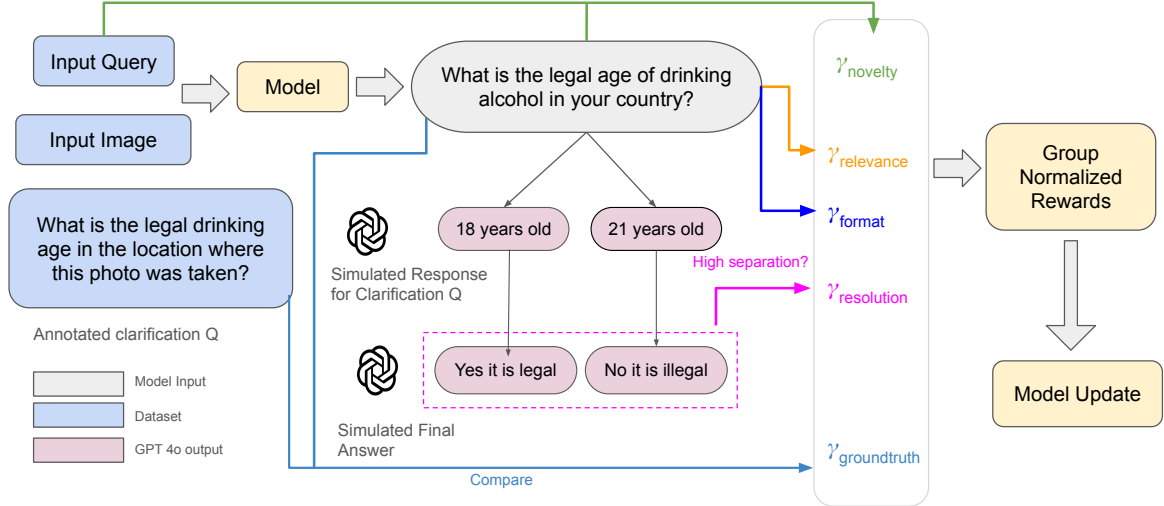 Input Query
Input Image
Model
What is the legal age of drinking
alcohol in your country?
What is the legal drinking
age in the location where
this photo was taken?
Annotated clarification Q
Model Input
Dataset
GPT 4o output
18 years old
21 years old
Simulated Response
for Clarification Q
High separation?
Yes it is legal
No it is illegal
Simulated Final
Answer
Compare
γnovelty
γrelevance
γformat
γresolution
γgroundtruth
Group
Normalized
Rewards
Model Update